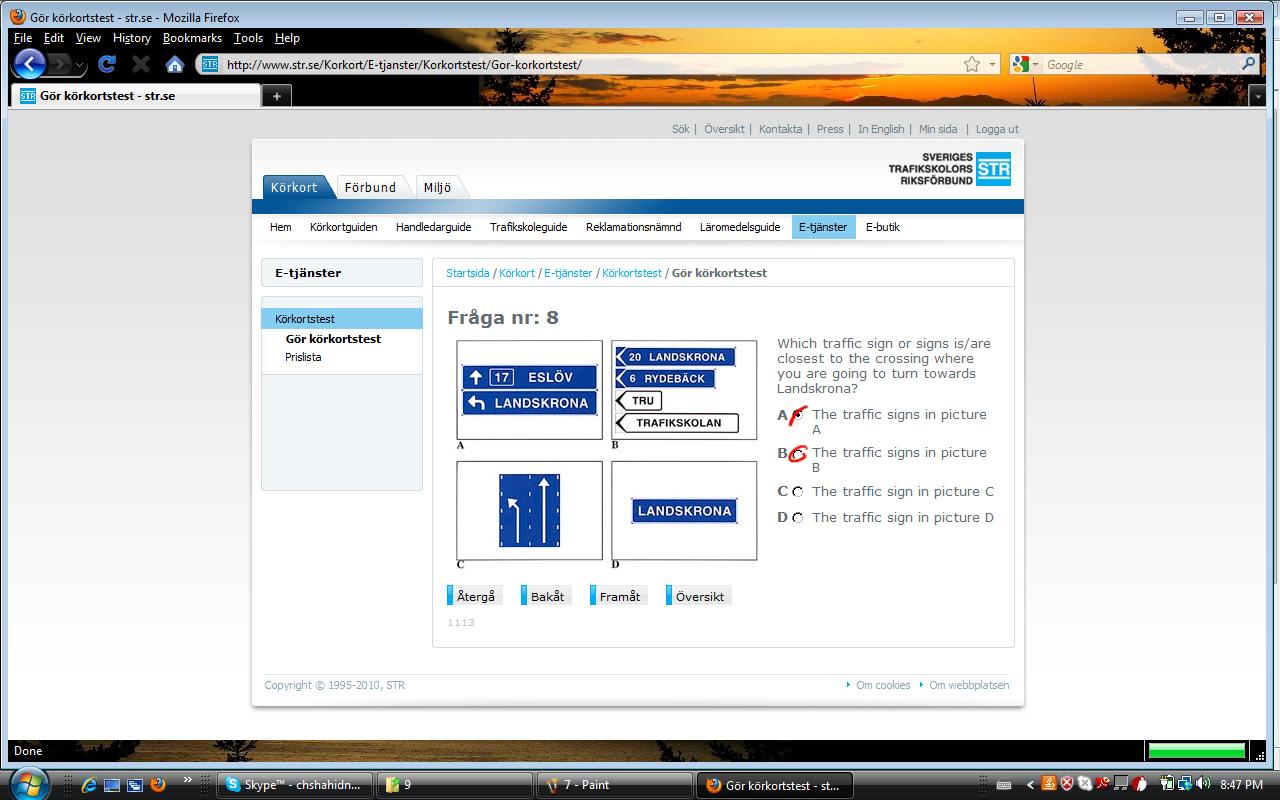 Gör körkortstest - str.se - Mozilla Firefox
File Edit View History Bookmarks Tools Help
http://www.str.se/Korkort/E-tjanster/Korkortstest/Gor-korkortstest/
Google
Gör körkortstest - str.se
Sök | Översikt | Kontakta | Press | In English | Min sida | Logga ut
SVERIGES
TRAFIKSKOLORS
RIKSFÖRBUND
STR
Körkort Förbund Miljö
Hem Körkortguiden Handledarguide Trafikskoleguide Reklamationsnämnd Läromedelsguide E-tjänster E-butik
E-tjänster
Startsida / Körkort / E-tjänster / Körkortstest / Gör körkortstest
Körkortstest
Gör körkortstest
Prislista
Fråga nr: 8
17 ESLÖV
LANDSKRONA
A
20 LANDSKRONA
6 RYDEBÄCK
TRU
TRAFIKSKOLAN
B
C
LANDSKRONA
D
Which traffic sign or signs is/are
closest to the crossing where
you are going to turn towards
Landskrona?
A The traffic signs in picture
A
B The traffic signs in picture
B
C The traffic sign in picture C
D The traffic sign in picture D
Återgå Bakåt Framåt Översikt
1113
Copyright © 1995-2010, STR
Om cookies Om webbplatsen
Done
Skype™ - chshahidn... 9 7 - Paint Gör körkortstest - st... 8:47 PM